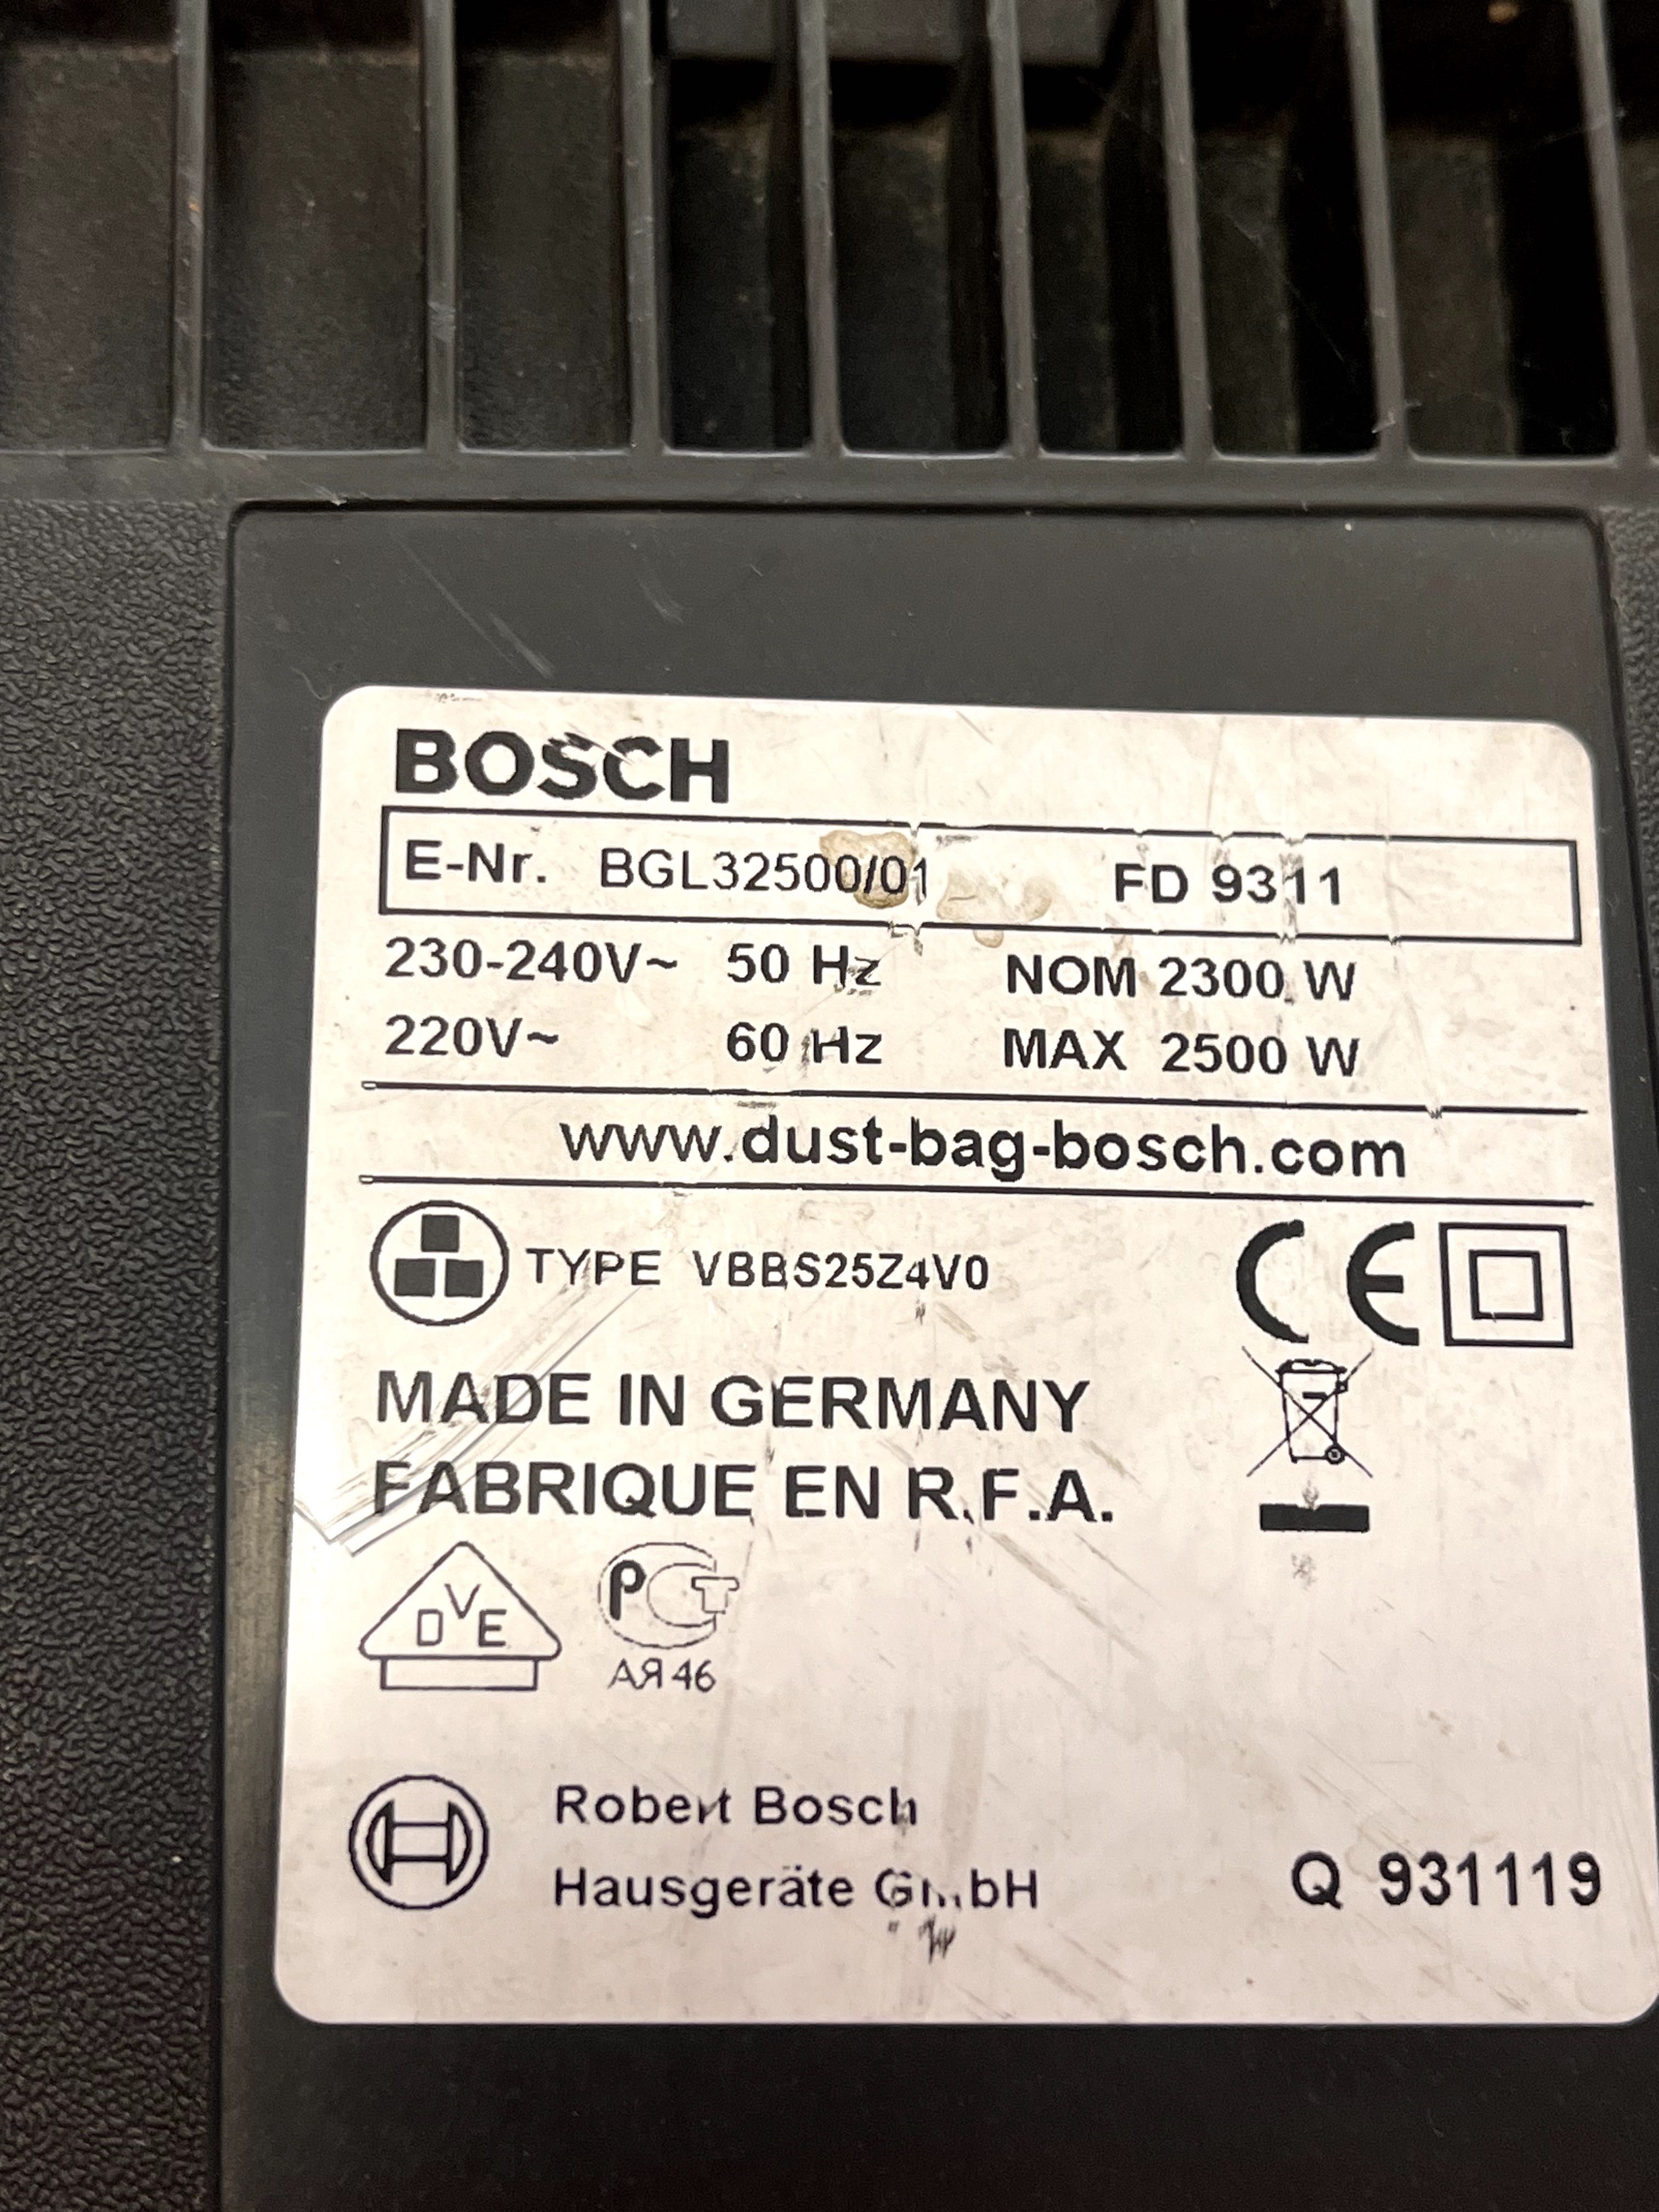 BOSCH
E-Nr. BGL32500/01 FD 9311
230-240V~ 50 Hz NOM 2300 W
220V~ 60 Hz MAX 2500 W
www.dust-bag-bosch.com
TYPE VBBS25Z4V0 CE
MADE IN GERMANY
FABRIQUE EN R.F.A.
DVE PCT
АЯ46
Robert Bosch
Hausgeräte GmbH Q 931119